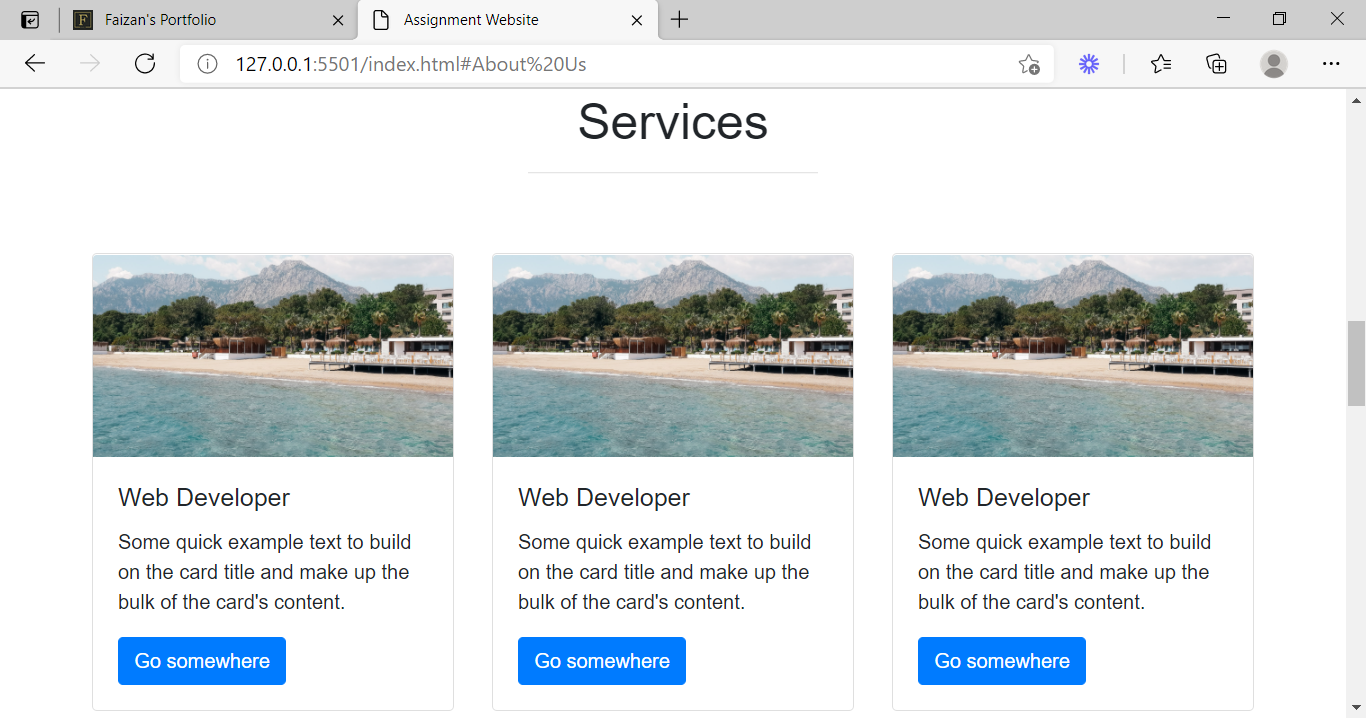 Faizan's Portfolio
Assignment Website
127.0.0.1:5501/index.html#About%20Us
Services
Web Developer
Some quick example text to build
on the card title and make up the
bulk of the card's content.
Go somewhere
Web Developer
Some quick example text to build
on the card title and make up the
bulk of the card's content.
Go somewhere
Web Developer
Some quick example text to build
on the card title and make up the
bulk of the card's content.
Go somewhere